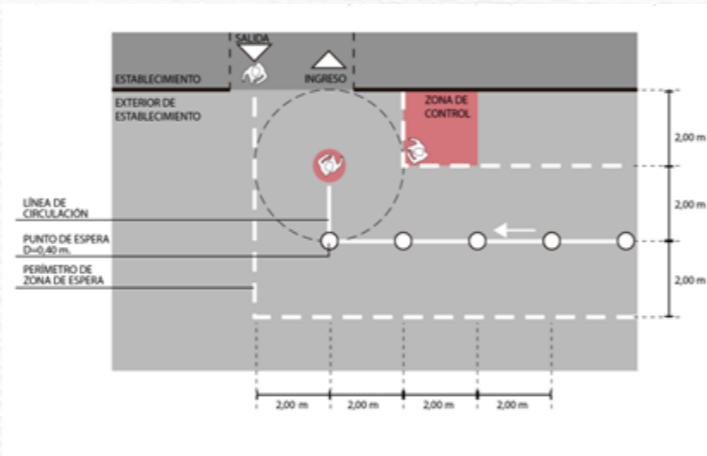 SALIDA
ESTABLECIMIENTO
INGRESO
EXTERIOR DE
ESTABLECIMIENTO
ZONA DE
CONTROL
2,00 m
2,00 m
2,00 m
LÍNEA DE
CIRCULACIÓN
PUNTO DE ESPERA
D=0,40 m.
PERÍMETRO DE
ZONA DE ESPERA
2,00 m
2,00 m
2,00 m
2,00 m